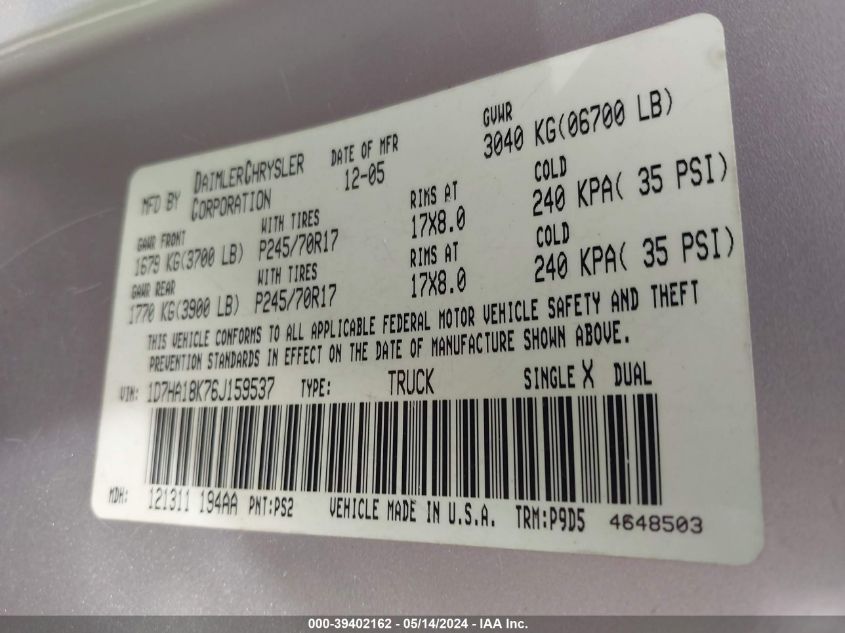 MFD BY DAIMLERCHRYSLER CORPORATION
DATE OF MFR 12-05
GVWR 3040 KG(06700 LB)
GAWR FRONT WITH TIRES RIMS AT COLD
1679 KG(3700 LB) P245/70R17 17X8.0 240 KPA( 35 PSI)
GAWR REAR WITH TIRES RIMS AT COLD
1770 KG(3900 LB) P245/70R17 17X8.0 240 KPA( 35 PSI)
THIS VEHICLE CONFORMS TO ALL APPLICABLE FEDERAL MOTOR VEHICLE SAFETY AND THEFT
PREVENTION STANDARDS IN EFFECT ON THE DATE OF MANUFACTURE SHOWN ABOVE.
VIN: 1D7HA18K76J159537 TYPE: TRUCK SINGLE X DUAL
MDH: 121311 194AA PNT:PS2 VEHICLE MADE IN U.S.A. TRM:P9D5 4648503
000-39402162 - 05/14/2024 - IAA Inc.